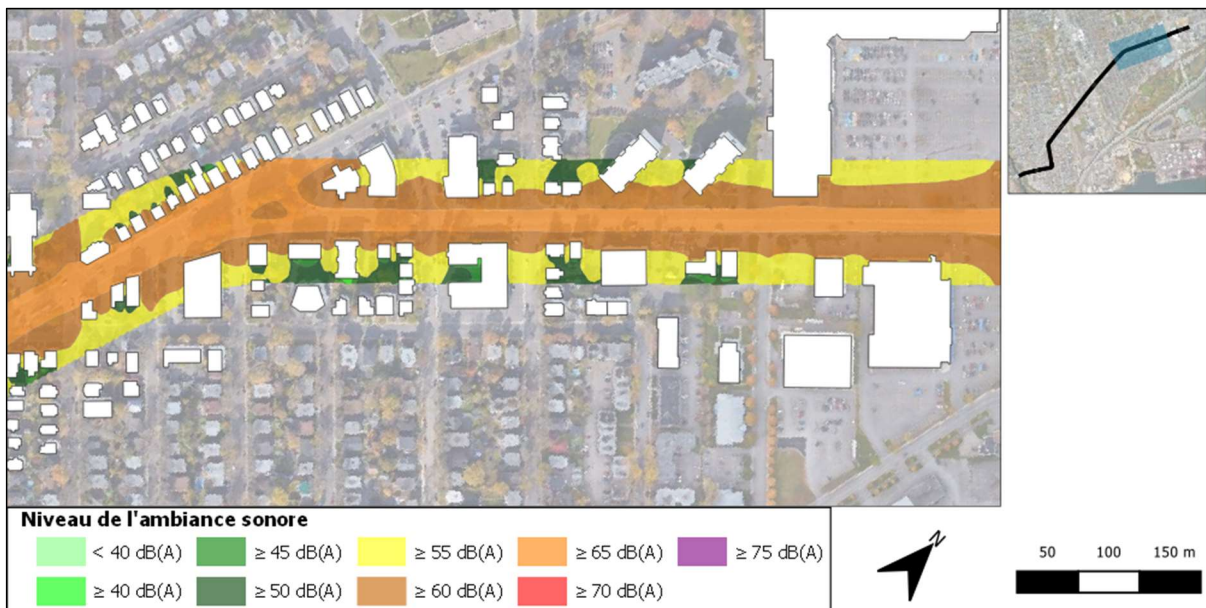 Niveau de l'ambiance sonore
< 40 dB(A)
≥ 45 dB(A)
≥ 55 dB(A)
≥ 65 dB(A)
≥ 75 dB(A)
≥ 40 dB(A)
≥ 50 dB(A)
≥ 60 dB(A)
≥ 70 dB(A)
N
50 100 150 m